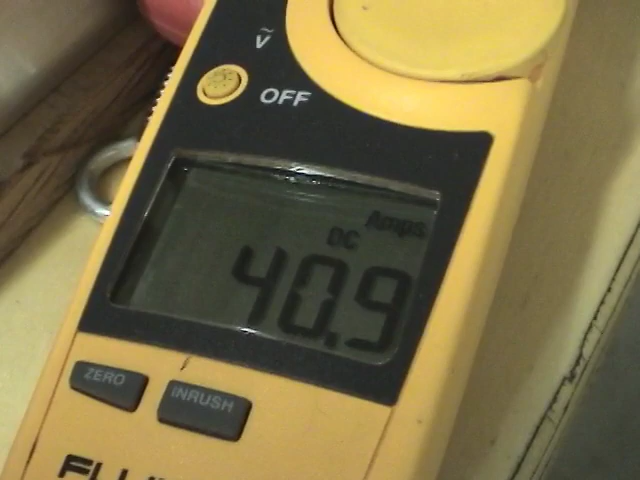 Ṽ
OFF
Amps
DC
40.9
ZERO
INRUSH